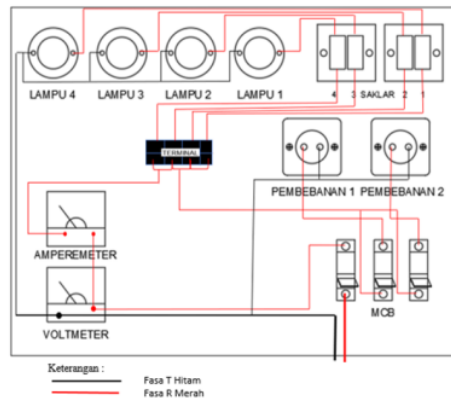 LAMPU 4 LAMPU 3 LAMPU 2 LAMPU 1
4 3 SAKLAR 2 1
TERMINAL
PEMBEBANAN 1 PEMBEBANAN 2
AMPEREMETER
VOLTMETER
MCB
Keterangan :
Fasa T Hitam
Fasa R Merah